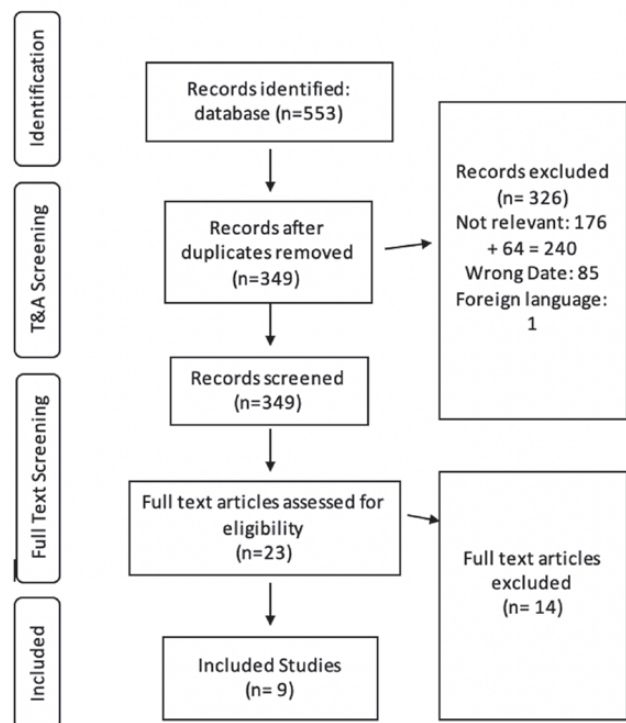 Identification
Records identified:
database (n=553)
T&A Screening
Records after
duplicates removed
(n=349)
Records excluded
(n= 326)
Not relevant: 176
+ 64 = 240
Wrong Date: 85
Foreign language:
1
Records screened
(n=349)
Full Text Screening
Full text articles assessed for
eligibility
(n=23)
Full text articles
excluded
(n= 14)
Included
Included Studies
(n= 9)